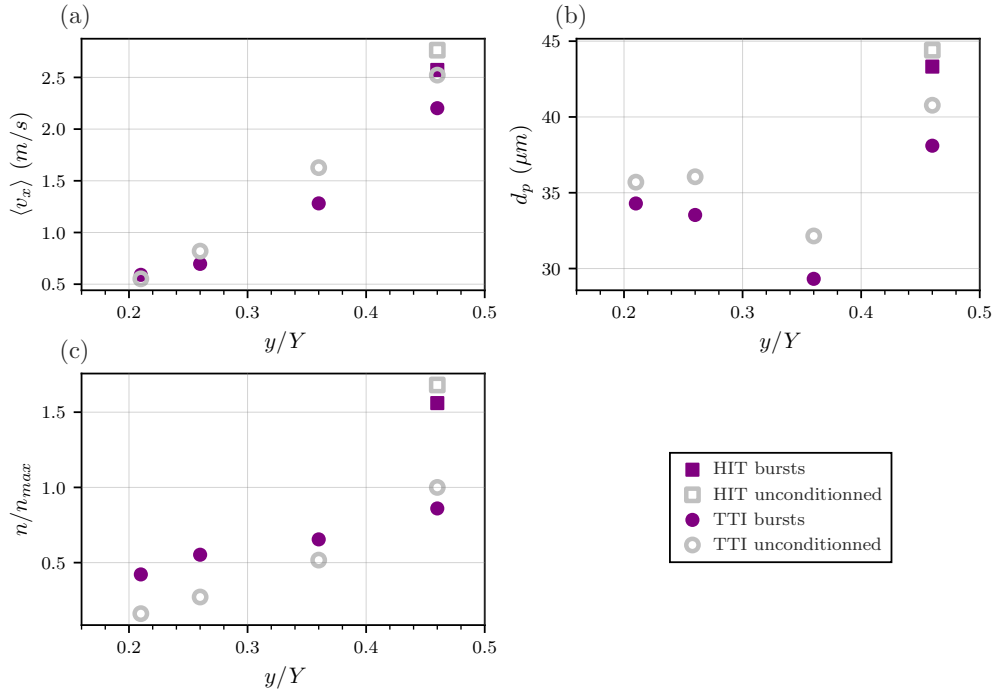 (a)
(b)
2.5
2.0
1.5
1.0
0.5
⟨v_x⟩ (m/s)
0.2 0.3 0.4 0.5
y/Y
45
40
35
30
d_p (μm)
0.2 0.3 0.4 0.5
y/Y
(c)
1.5
1.0
0.5
n/n_max
0.2 0.3 0.4 0.5
y/Y
HIT bursts
HIT unconditionned
TTI bursts
TTI unconditionned